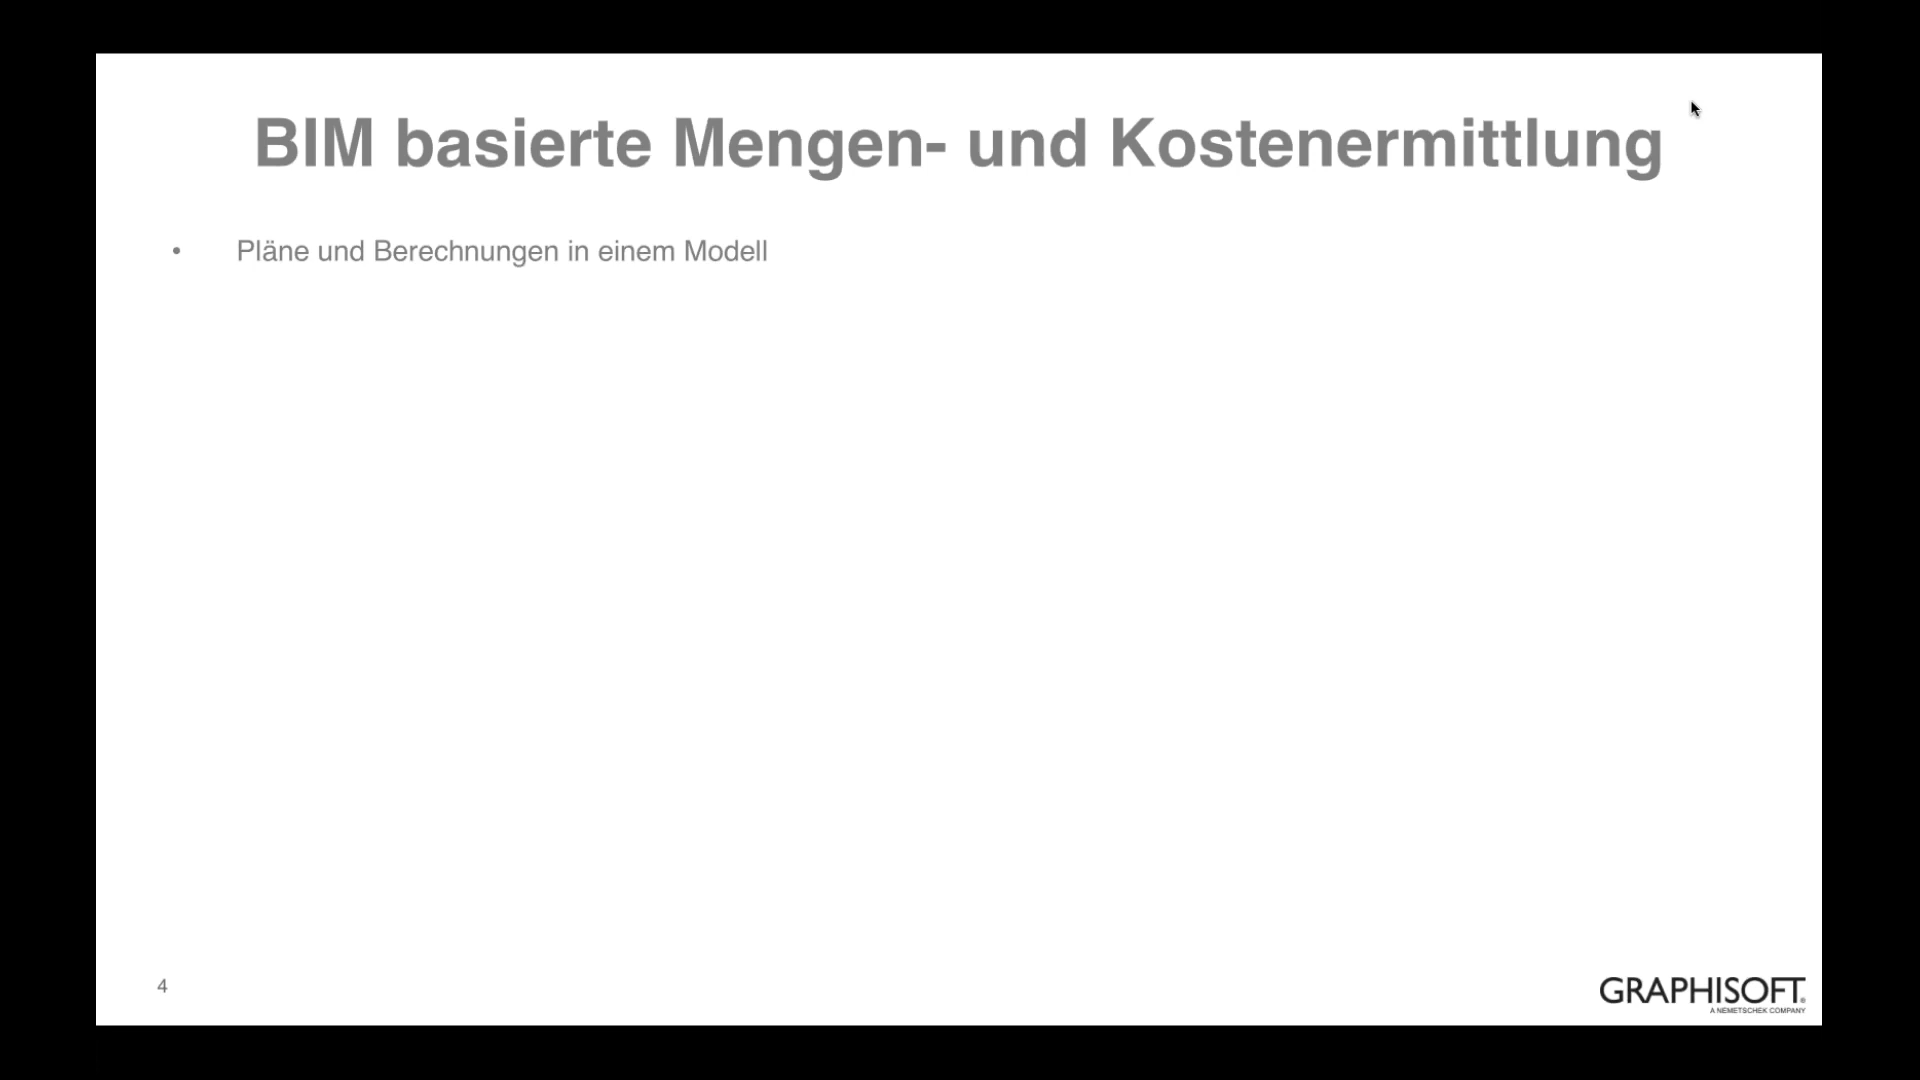 BIM basierte Mengen- und Kostenermittlung
• Pläne und Berechnungen in einem Modell
4
GRAPHISOFT.
A NEMETSCHEK COMPANY